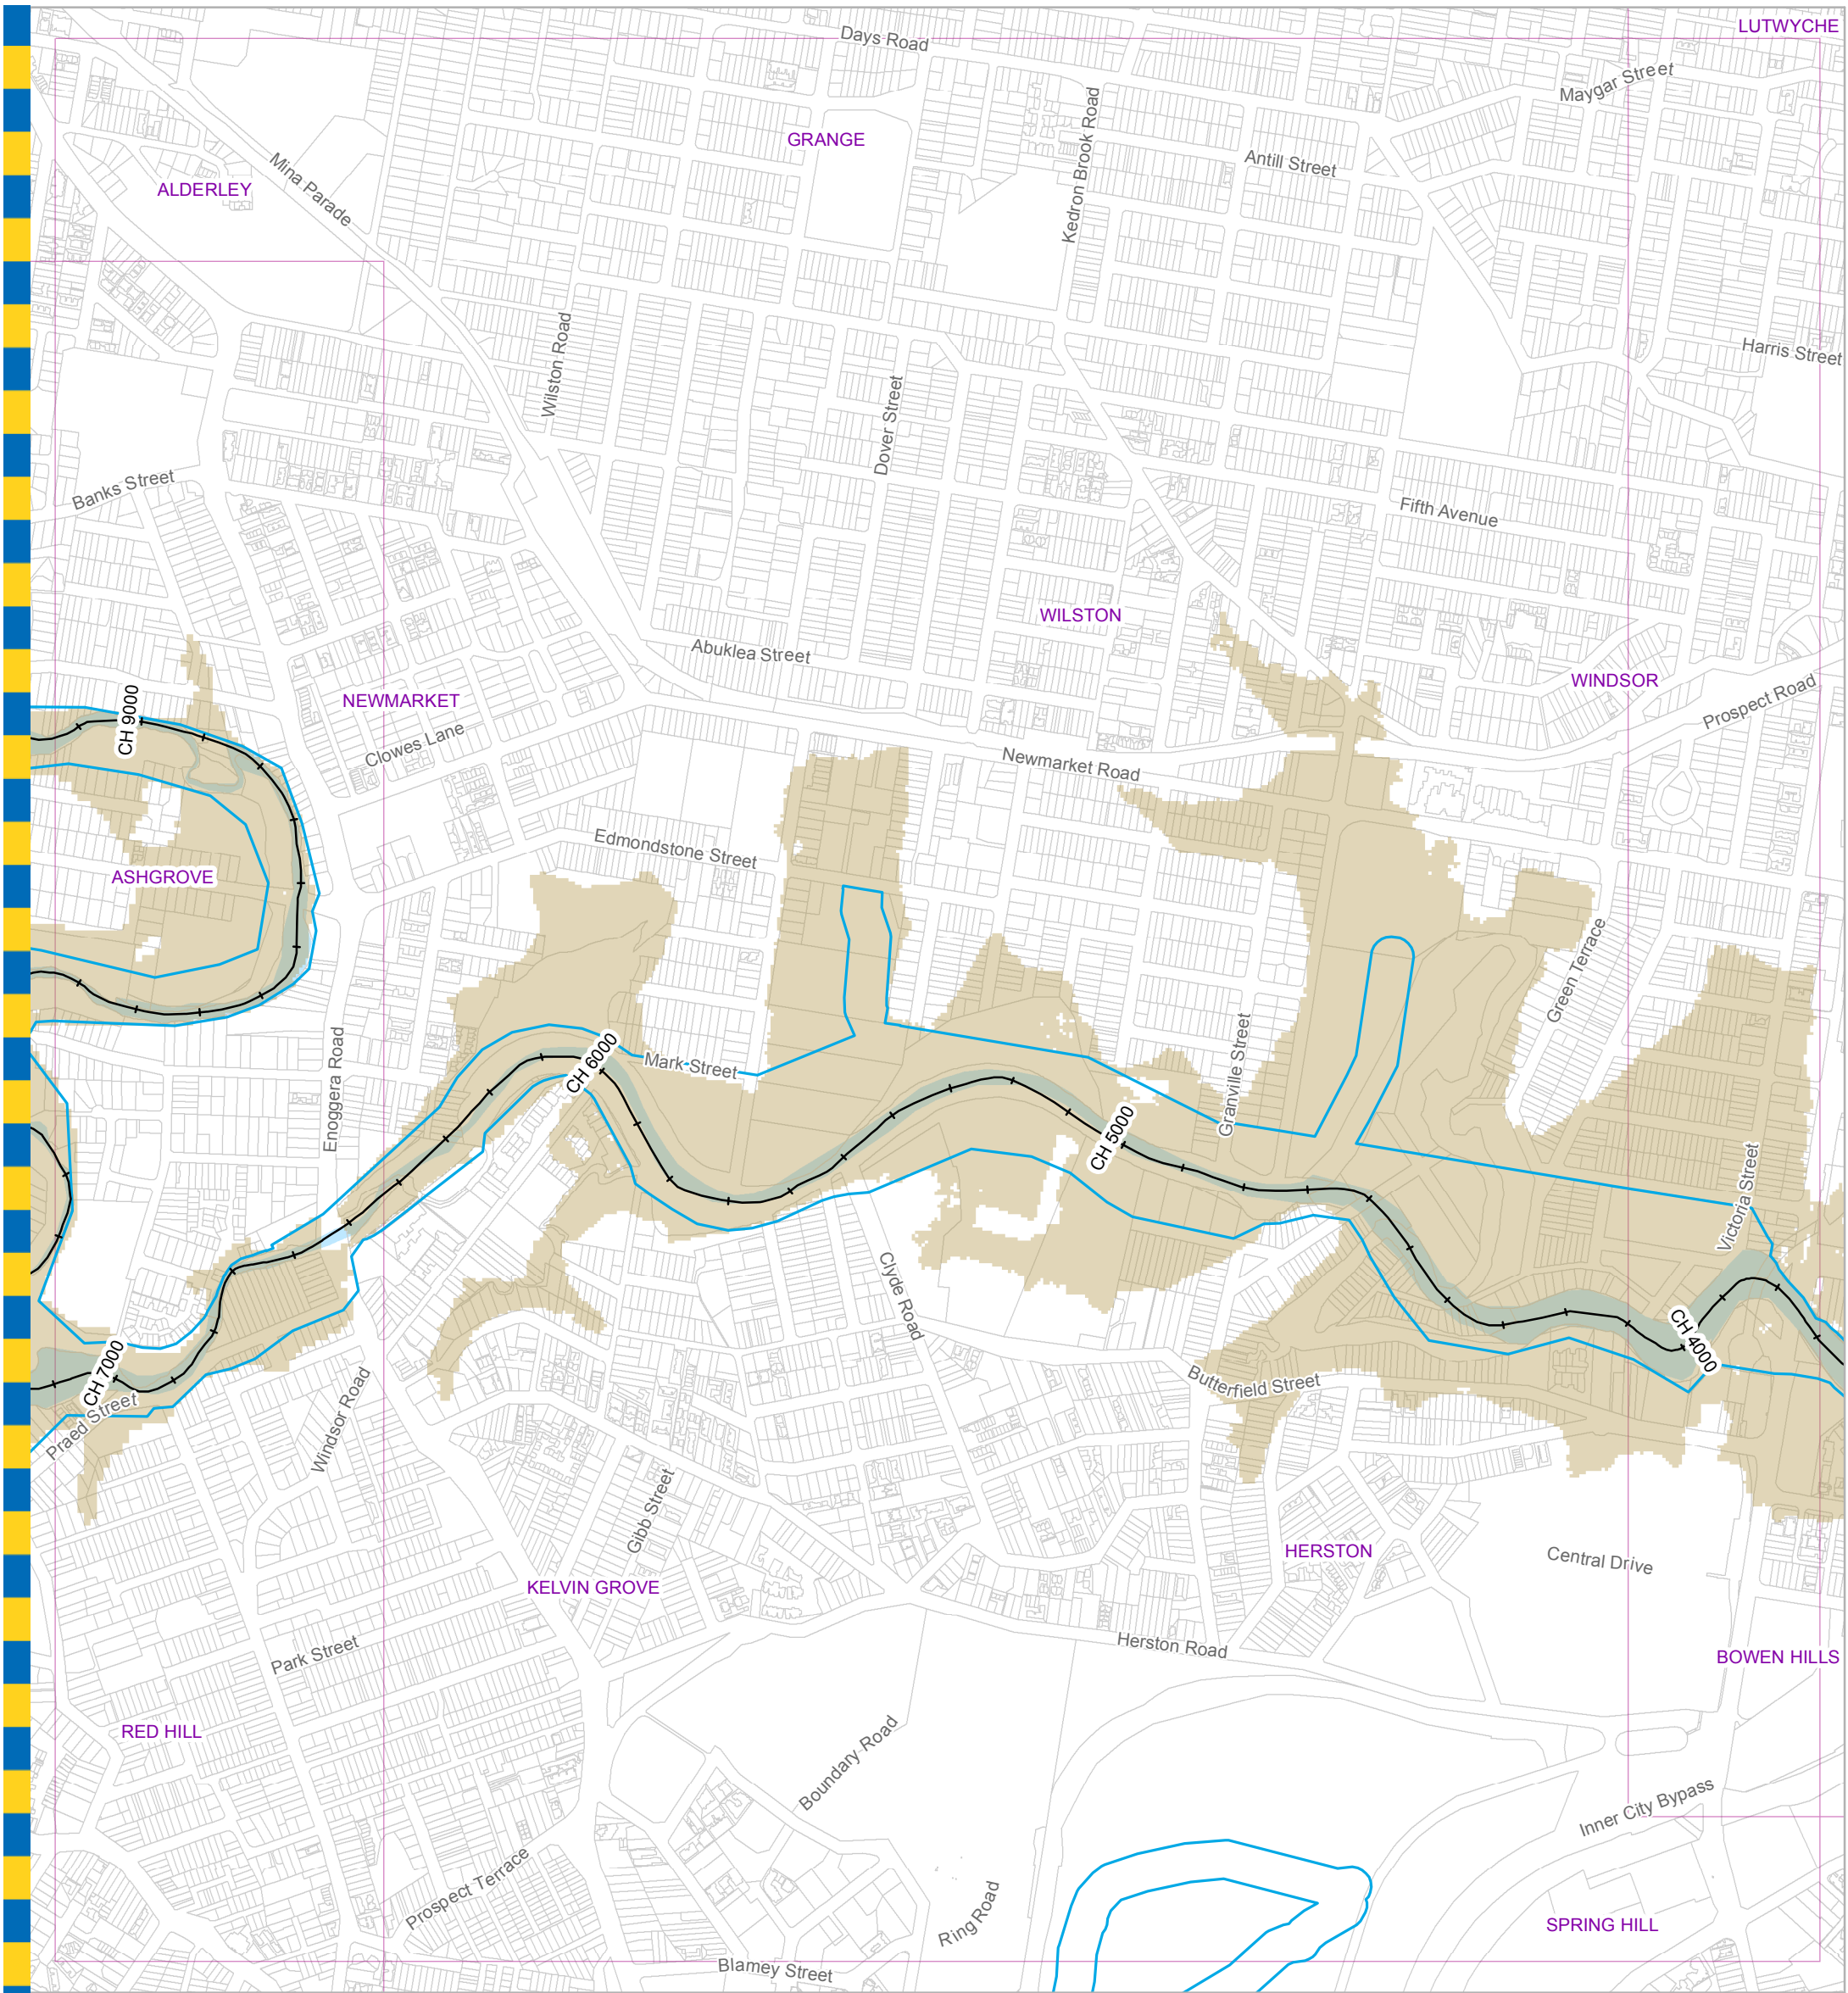 LUTWYCHE
Days Road
Maygar Street
GRANGE
Kedron Brook Road
Antill Street
ALDERLEY
Mina Parade
Wilston Road
Harris Street
Dover Street
Banks Street
Fifth Avenue
WILSTON
Abuklea Street
WINDSOR
NEWMARKET
Prospect Road
CH 9000
Clowes Lane
Newmarket Road
Edmondstone Street
ASHGROVE
Green Terrace
Enoggera Road
Mark Street
CH 6000
Granville Street
CH 5000
Victoria Street
Clyde Road
CH 4000
CH 7000
Butterfield Street
Praed Street
Windsor Road
Gibb Street
HERSTON
Central Drive
KELVIN GROVE
Park Street
Herston Road
BOWEN HILLS
RED HILL
Boundary Road
Inner City Bypass
Prospect Terrace
Ring Road
SPRING HILL
Blamey Street